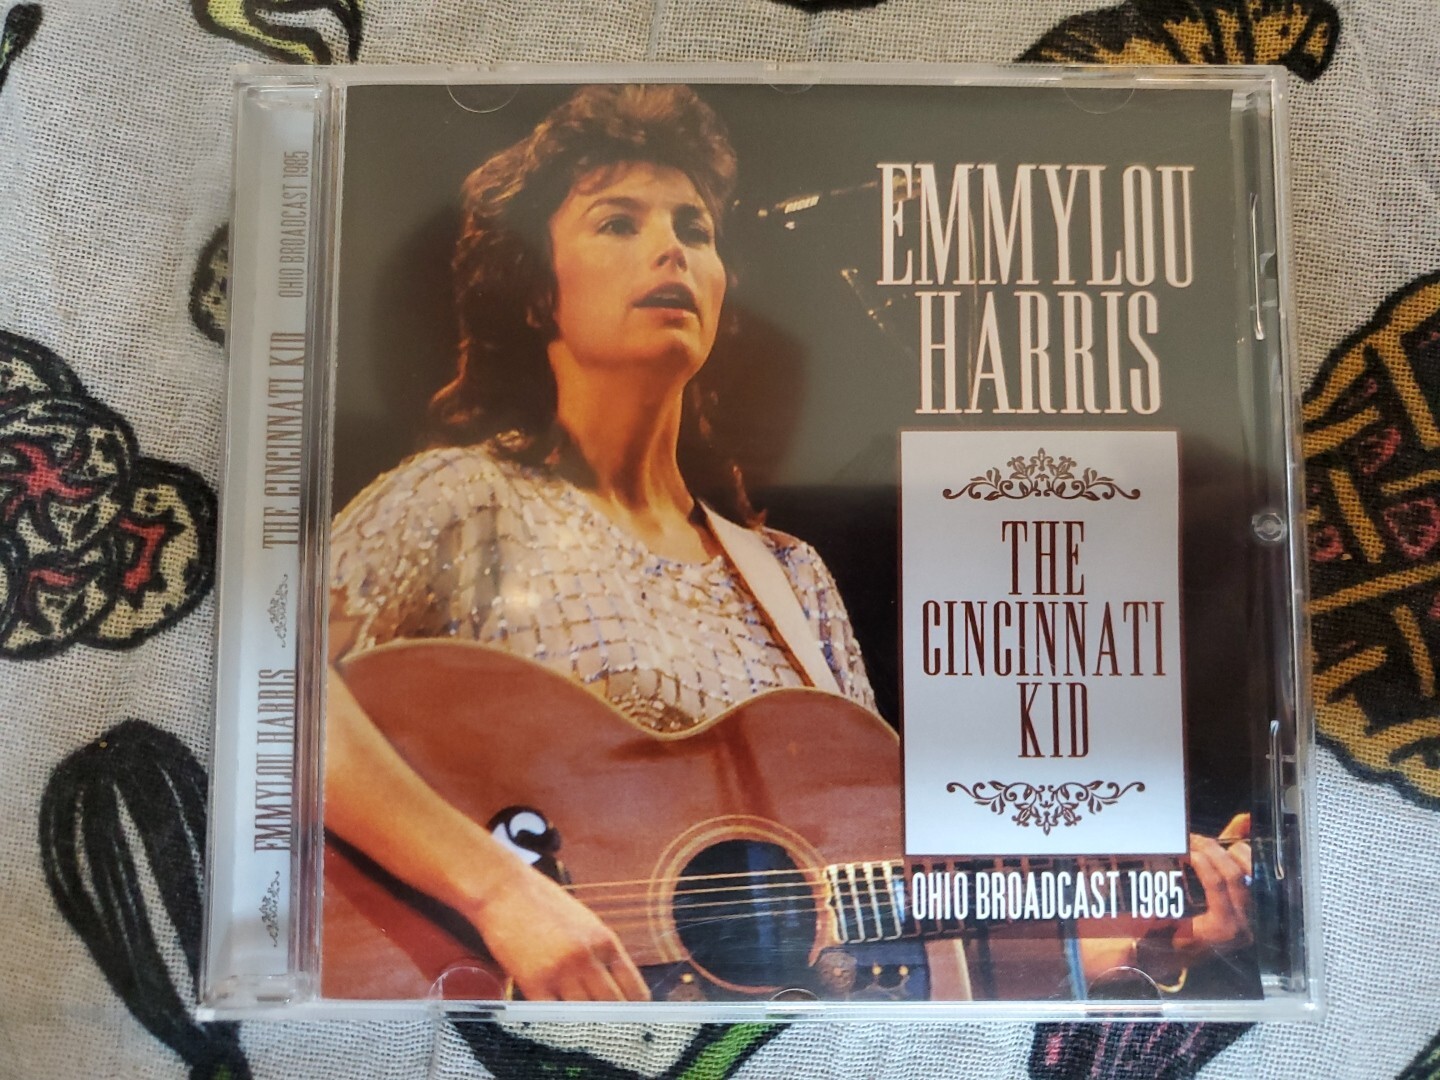 EMMYLOU
HARRIS
THE
CINCINNATI
KID
OHIO BROADCAST 1985
EMMYLOU HARRIS
THE CINCINNATI KID
OHIO BROADCAST 1985